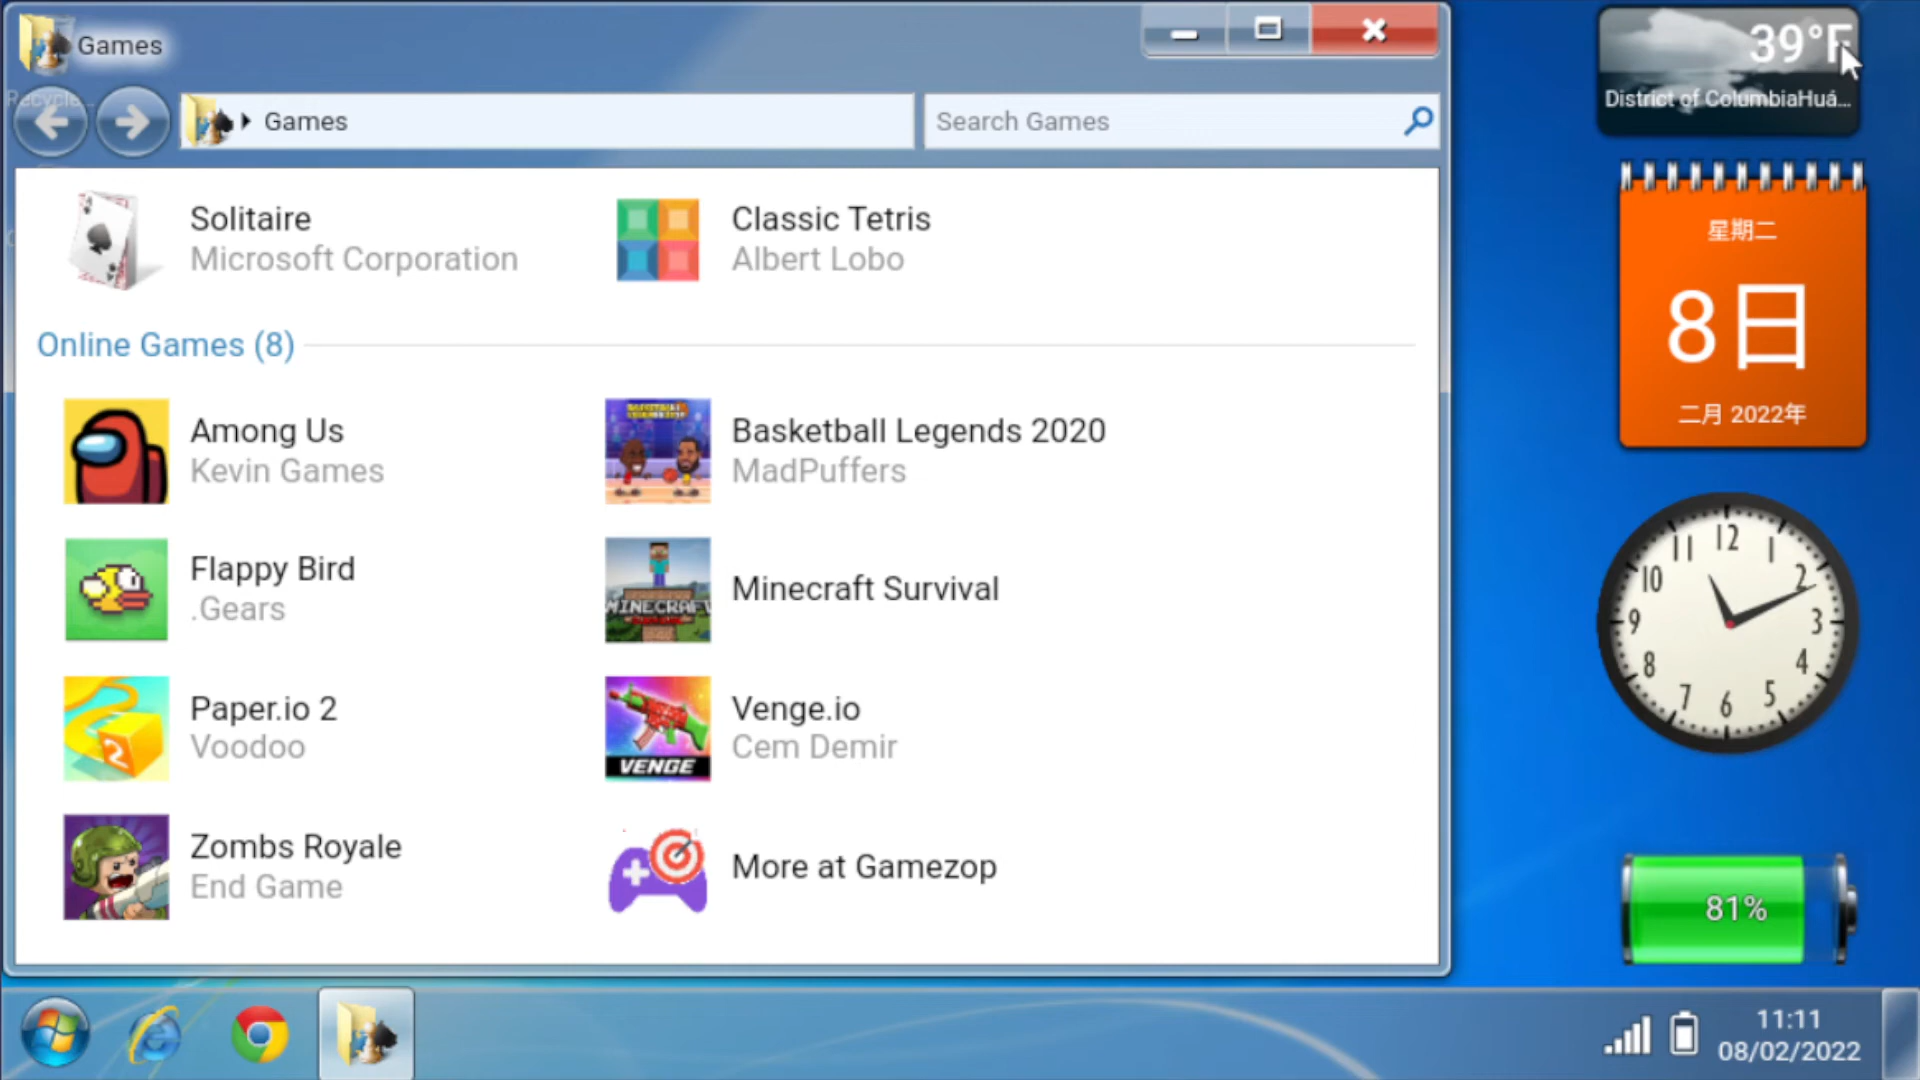 Games
Recycle...
Games
Search Games
Solitaire
Microsoft Corporation
Classic Tetris
Albert Lobo
Online Games (8)
Among Us
Kevin Games
Basketball Legends 2020
MadPuffers
Flappy Bird
.Gears
Minecraft Survival
MINECRAFT
Paper.io 2
Voodoo
2
Venge.io
Cem Demir
VENGE
Zombs Royale
End Game
More at Gamezop
39°F
District of ColumbiaHuá...
星期二
8日
二月 2022年
12
1
2
3
4
5
6
7
8
9
10
11
81%
11:11
08/02/2022